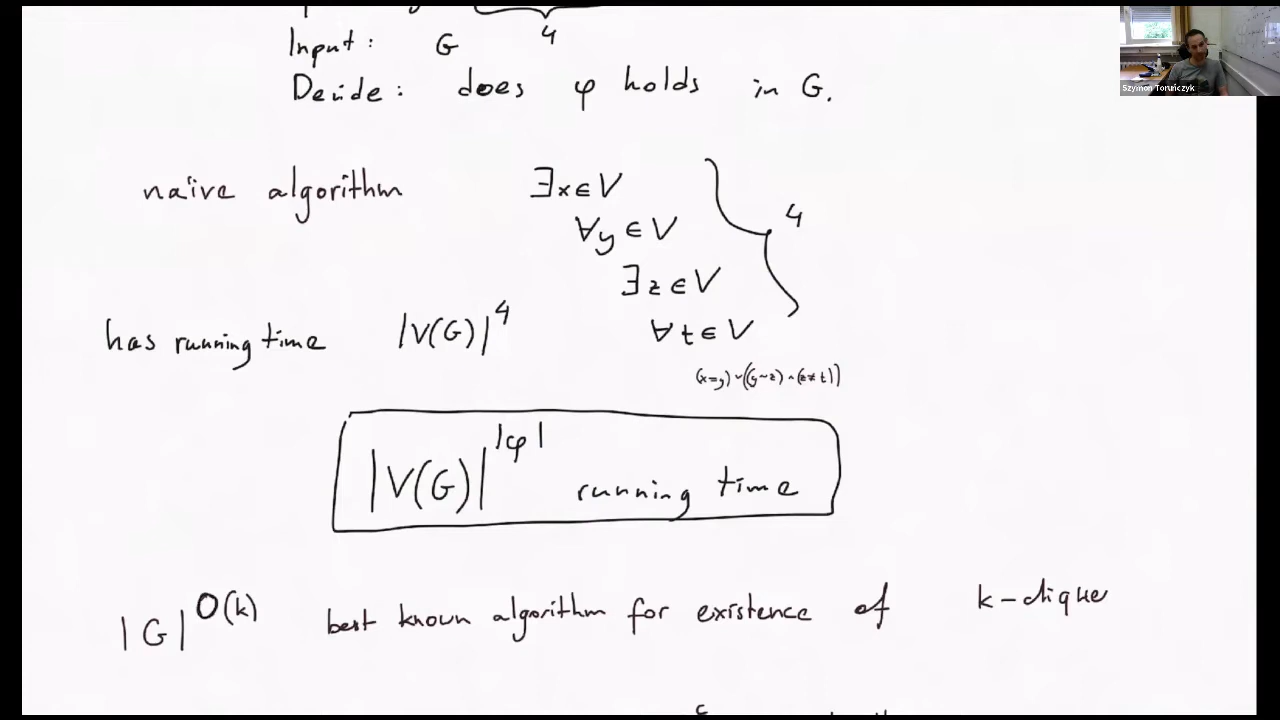 4
Input: G
Decide: does φ holds in G.
Szymon Toruńczyk
naïve algorithm ∃x∈V
∀y∈V
4
∃z∈V
has running time |V(G)|^4 ∀t∈V
(x=y)∨((y~z)∧(z≠t))
|V(G)|^|φ| running time
|G|^O(k) best known algorithm for existence of k-clique